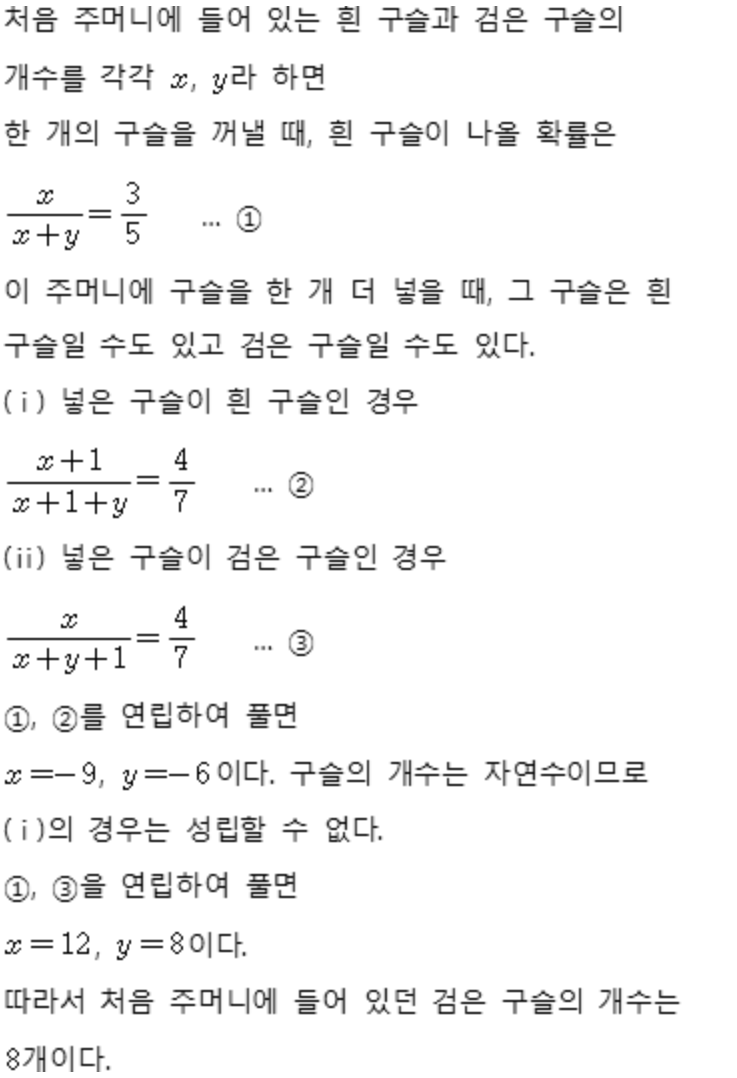 처음 주머니에 들어 있는 흰 구슬과 검은 구슬의
개수를 각각 x, y라 하면
한 개의 구슬을 꺼낼 때, 흰 구슬이 나올 확률은
x/(x+y) = 3/5 … ①
이 주머니에 구슬을 한 개 더 넣을 때, 그 구슬은 흰
구슬일 수도 있고 검은 구슬일 수도 있다.
(i) 넣은 구슬이 흰 구슬인 경우
(x+1)/(x+1+y) = 4/7 … ②
(ii) 넣은 구슬이 검은 구슬인 경우
x/(x+y+1) = 4/7 … ③
①, ②를 연립하여 풀면
x=-9, y=-6이다. 구슬의 개수는 자연수이므로
(i)의 경우는 성립할 수 없다.
①, ③을 연립하여 풀면
x=12, y=8이다.
따라서 처음 주머니에 들어 있던 검은 구슬의 개수는
8개이다.